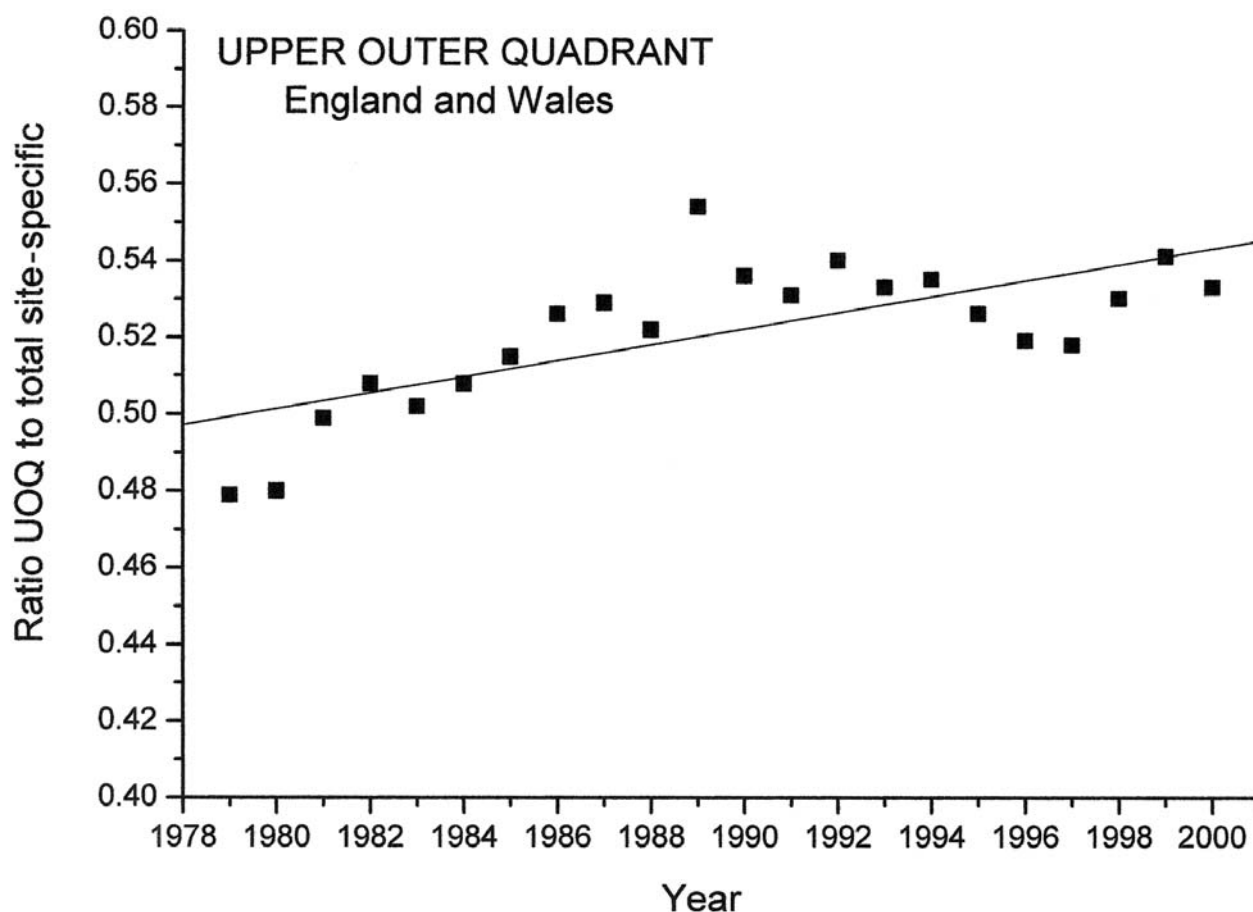 UPPER OUTER QUADRANT
England and Wales
Ratio UOQ to total site-specific
0.60
0.58
0.56
0.54
0.52
0.50
0.48
0.46
0.44
0.42
0.40
1978 1980 1982 1984 1986 1988 1990 1992 1994 1996 1998 2000
Year